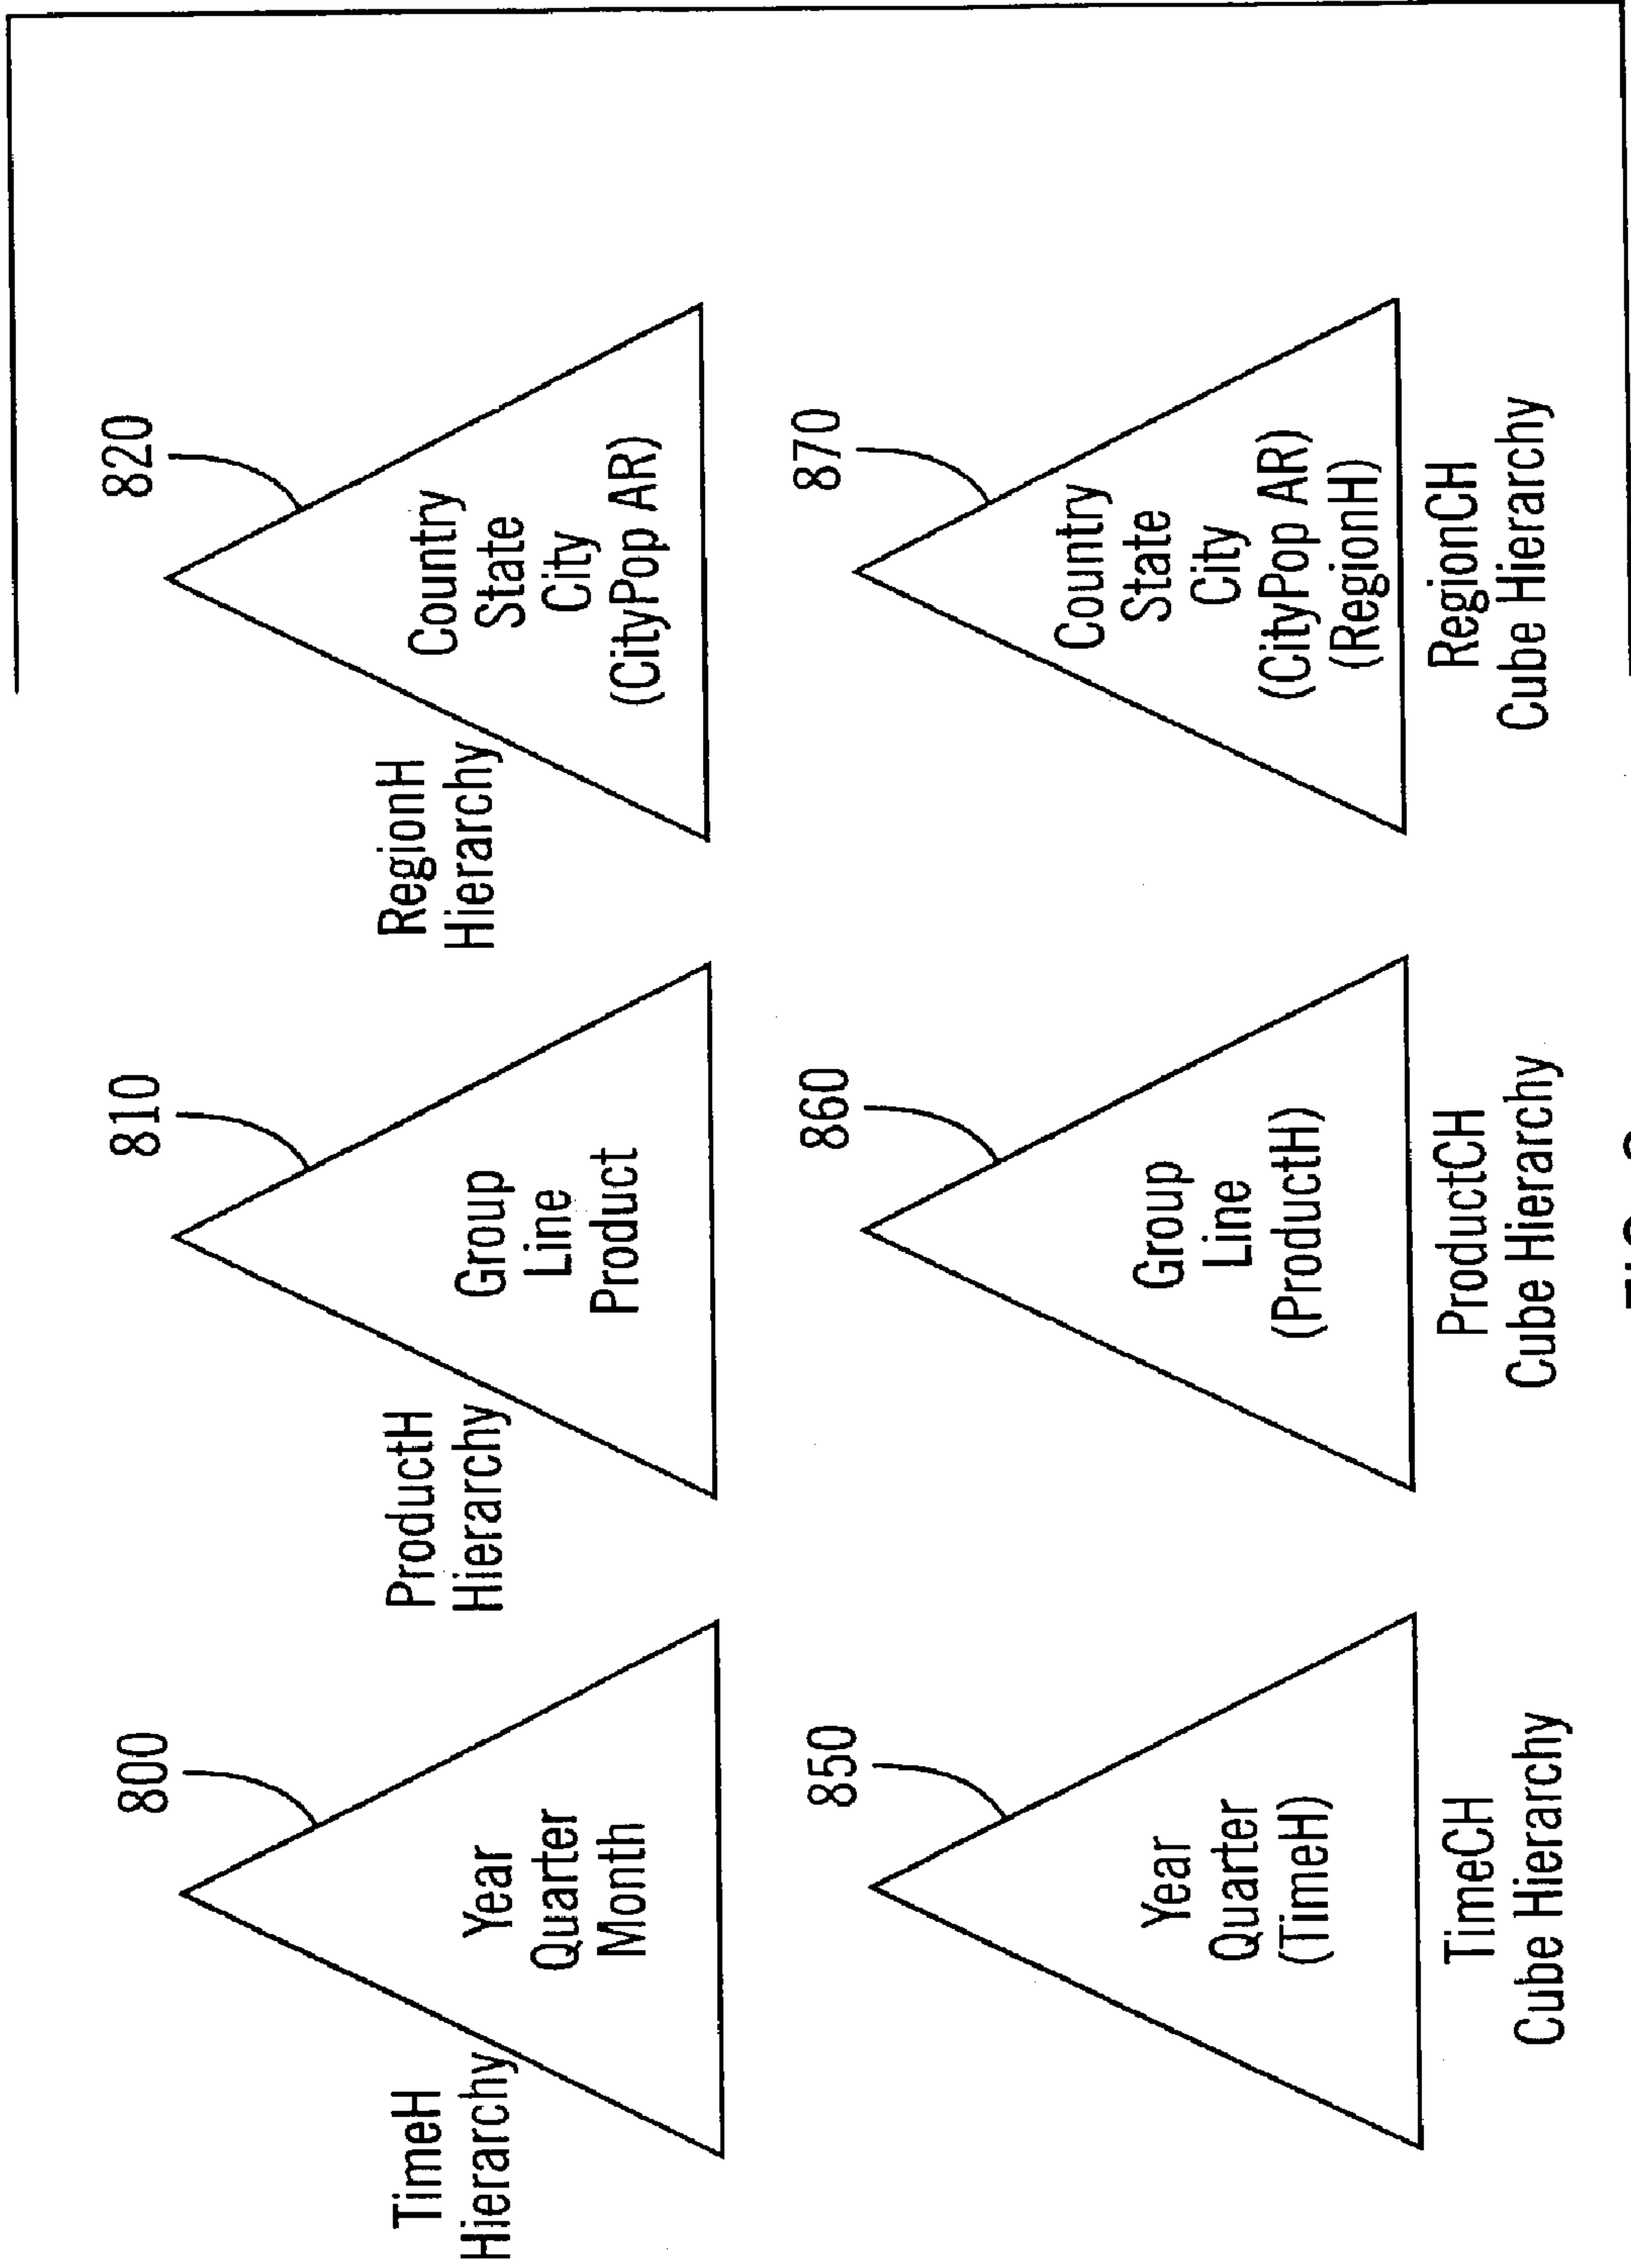 800
TimeH
Hierarchy
Year
Quarter
Month
810
ProductH
Hierarchy
Group
Line
Product
820
RegionH
Hierarchy
Country
State
City
(CityPop AR)
850
Year
Quarter
(TimeH)
TimeCH
Cube Hierarchy
860
Group
Line
(ProductH)
ProductCH
Cube Hierarchy
870
Country
State
City
(CityPop AR)
(RegionH)
RegionCH
Cube Hierarchy